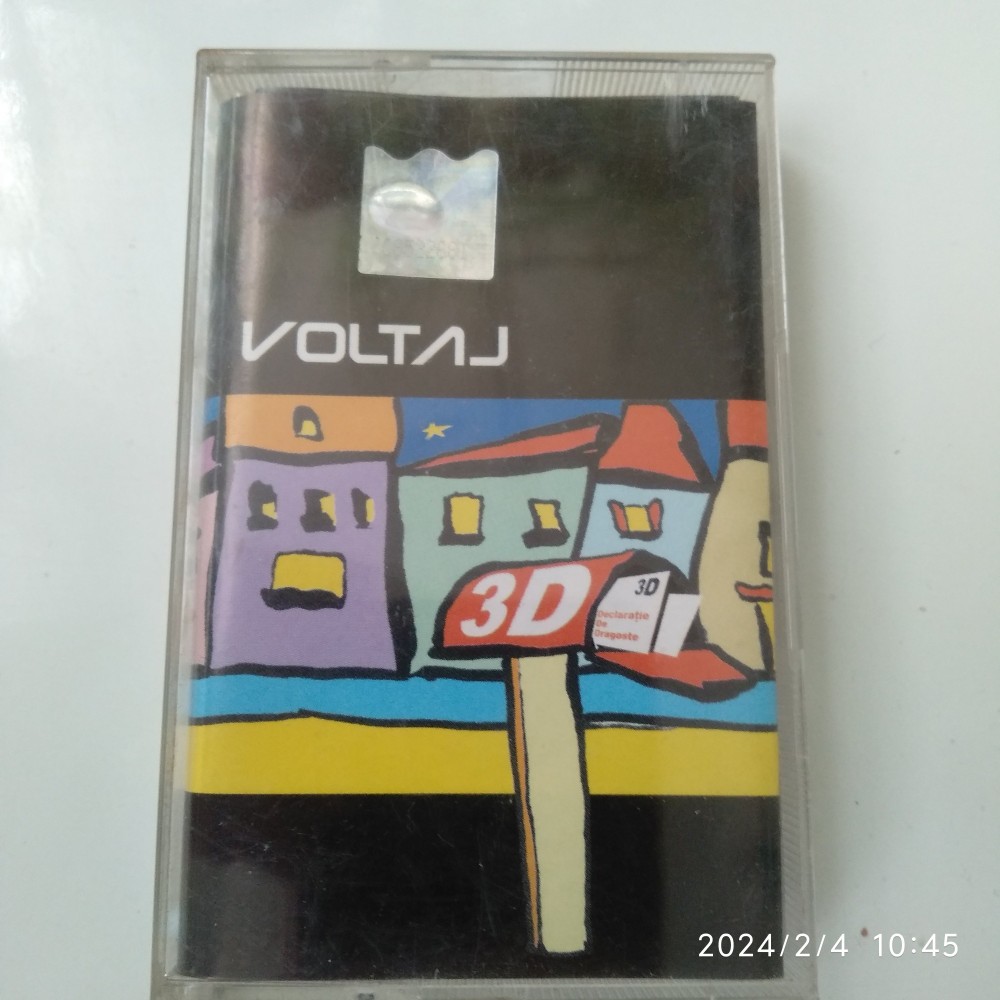 VOLTAJ
3D
3D
Declarație
De
Dragoste
2024/2/4 10:45